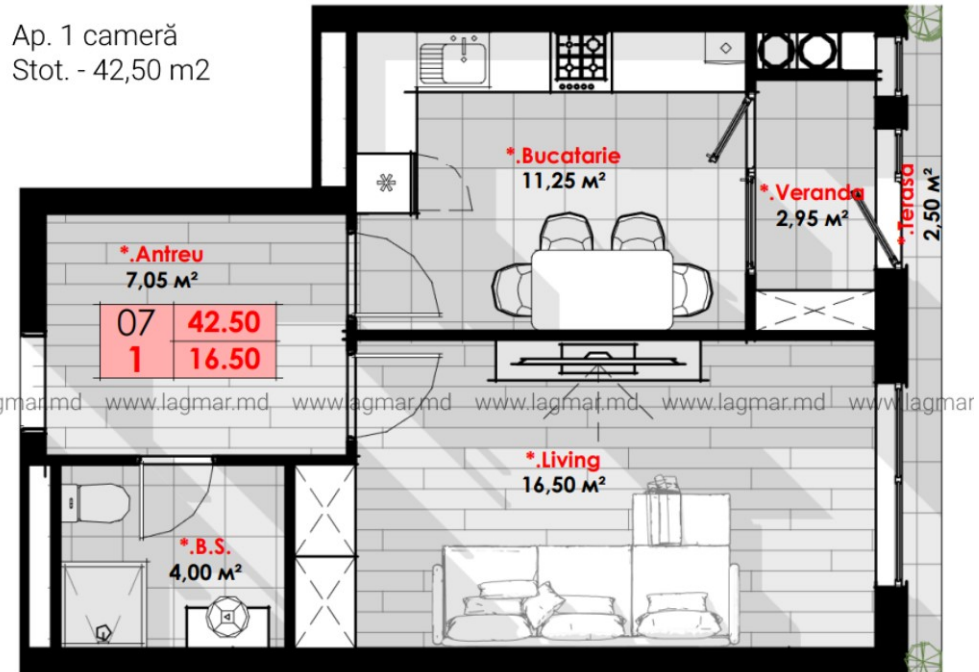 Ap. 1 cameră
Stot. - 42,50 m2
*.Bucatarie
11,25 м²
*.Veranda
2,95 м²
*.Terasa
2,50 м²
*.Antreu
7,05 м²
07 42.50
1 16.50
www.lagmar.md www.lagmar.md www.lagmar.md www.lagmar.md www.lagmar
*.Living
16,50 м²
*.B.S.
4,00 м²